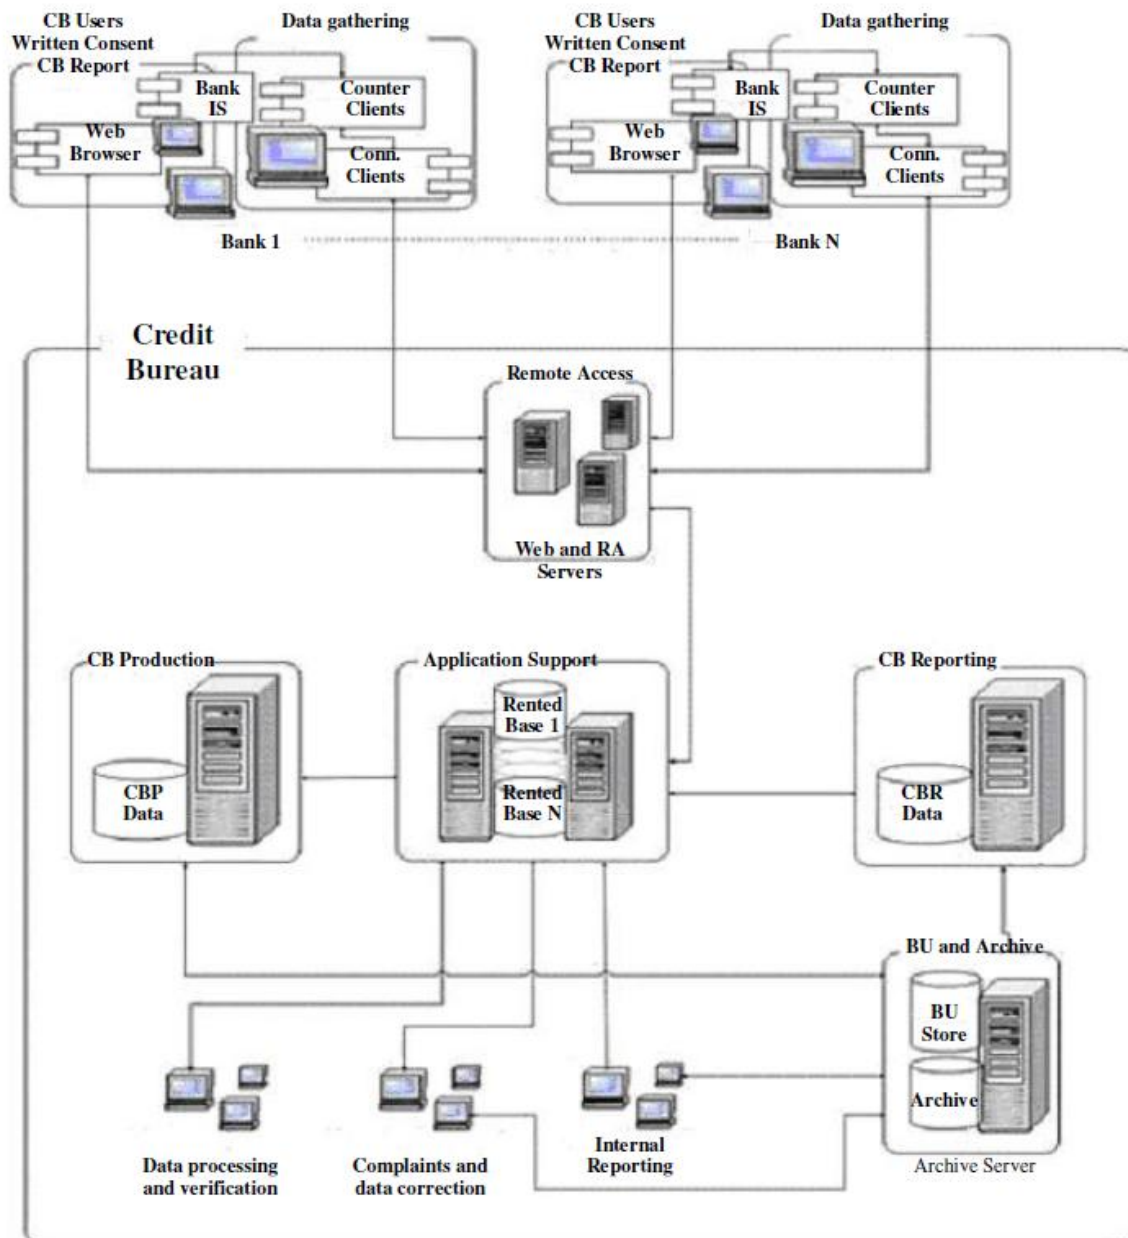 CB Users
Written Consent
CB Report
Data gathering
Bank
IS
Counter
Clients
Web
Browser
Conn.
Clients
Bank 1
CB Users
Written Consent
CB Report
Data gathering
Bank
IS
Counter
Clients
Web
Browser
Conn.
Clients
Bank N
Credit
Bureau
Remote Access
Web and RA
Servers
CB Production
CBP
Data
Application Support
Rented
Base 1
Rented
Base N
CB Reporting
CBR
Data
BU and Archive
BU
Store
Archive
Archive Server
Data processing
and verification
Complaints and
data correction
Internal
Reporting